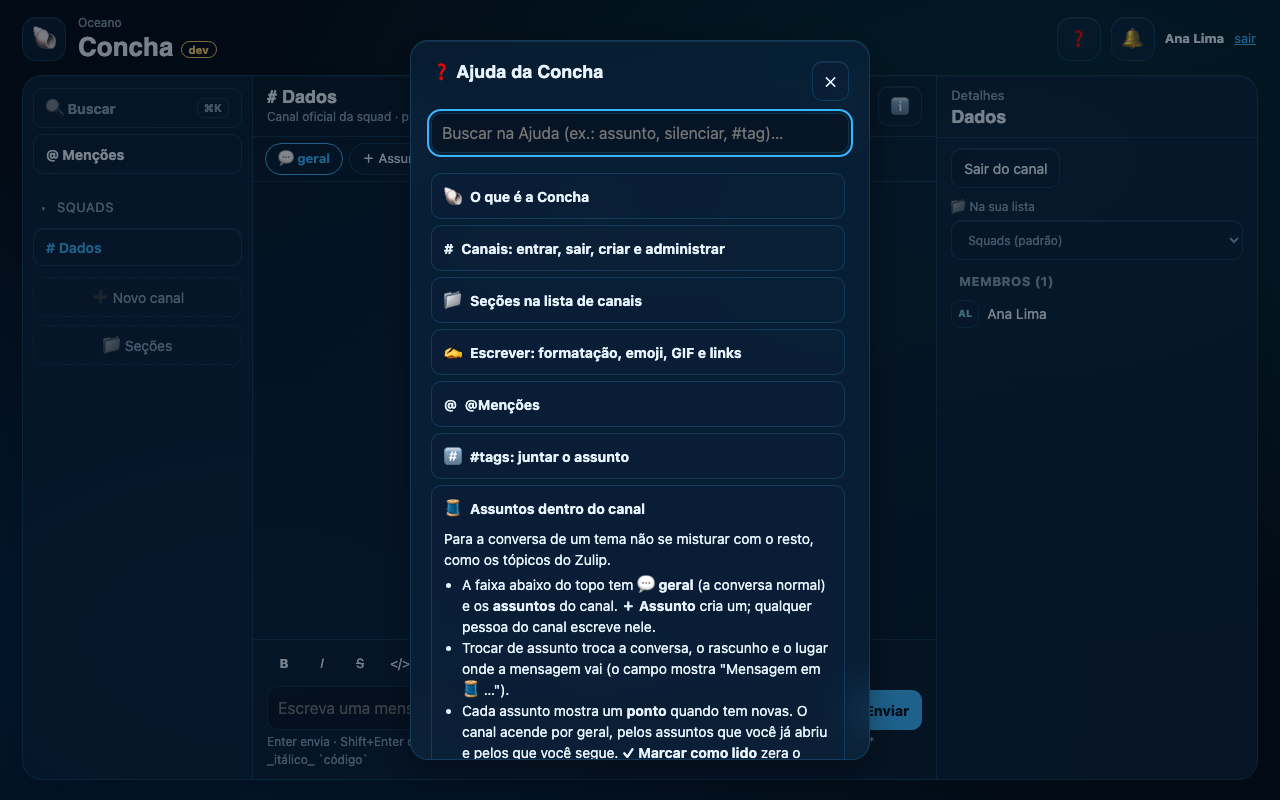 Oceano
Concha dev
Ana Lima sair
Buscar ⌘K
@ Menções
SQUADS
# Dados
Novo canal
Seções
# Dados
Canal oficial da squad · p
geral
+ Assu
B I S </>
Escreva uma mens
Enviar
Enter envia · Shift+Enter
_itálico_ `código`
❓ Ajuda da Concha ✕
Buscar na Ajuda (ex.: assunto, silenciar, #tag)...
O que é a Concha
# Canais: entrar, sair, criar e administrar
Seções na lista de canais
Escrever: formatação, emoji, GIF e links
@ @Menções
#️⃣ #tags: juntar o assunto
Assuntos dentro do canal
Para a conversa de um tema não se misturar com o resto,
como os tópicos do Zulip.
• A faixa abaixo do topo tem 💬 geral (a conversa normal)
e os assuntos do canal. + Assunto cria um; qualquer
pessoa do canal escreve nele.
• Trocar de assunto troca a conversa, o rascunho e o lugar
onde a mensagem vai (o campo mostra "Mensagem em
🧵 ...").
• Cada assunto mostra um ponto quando tem novas. O
canal acende por geral, pelos assuntos que você já abriu
e pelos que você segue. ✓ Marcar como lido zera o
Detalhes
Dados
Sair do canal
Na sua lista
Squads (padrão)
MEMBROS (1)
AL Ana Lima